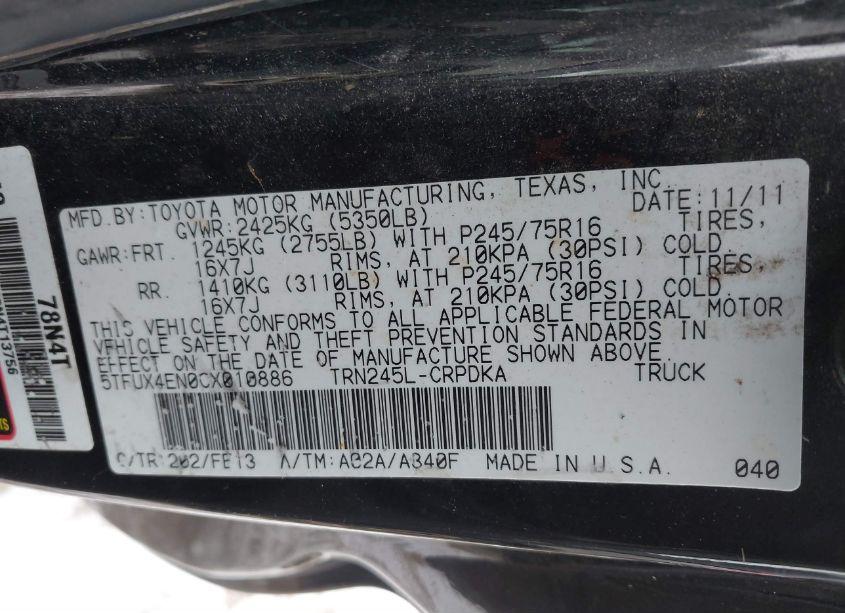 MFD.BY:TOYOTA MOTOR MANUFACTURING, TEXAS, INC. DATE:11/11
GVWR:2425KG (5350LB)
GAWR:FRT. 1245KG (2755LB) WITH P245/75R16 TIRES,
16X7J RIMS, AT 210KPA (30PSI) COLD.
RR. 1410KG (3110LB) WITH P245/75R16 TIRES,
16X7J RIMS, AT 210KPA (30PSI) COLD.
THIS VEHICLE CONFORMS TO ALL APPLICABLE FEDERAL MOTOR
VEHICLE SAFETY AND THEFT PREVENTION STANDARDS IN
EFFECT ON THE DATE OF MANUFACTURE SHOWN ABOVE.
5TFUX4EN0CX010886 TRN245L-CRPDKA TRUCK
C/TR:202/FE13 A/TM:AC2A/A340F MADE IN U.S.A. 040
78N4T